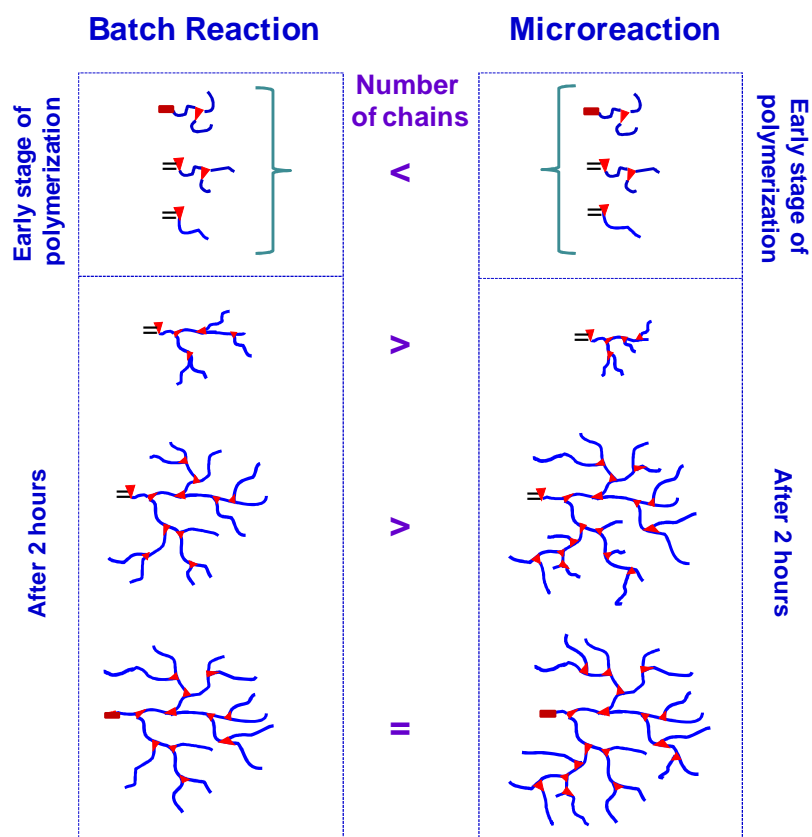 Batch Reaction
Microreaction
Number
of chains
Early stage of
polymerization
<
Early stage of
polymerization
>
After 2 hours
>
After 2 hours
=